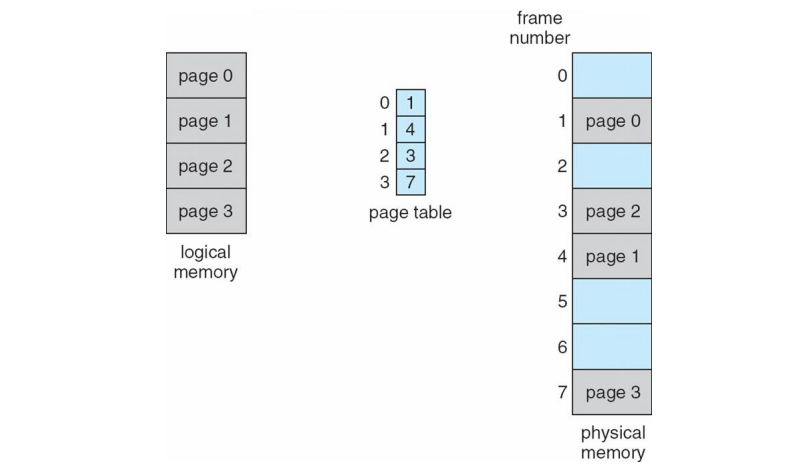 page 0
page 1
page 2
page 3
logical
memory
0 1
1 4
2 3
3 7
page table
frame
number
0
1 page 0
2
3 page 2
4 page 1
5
6
7 page 3
physical
memory